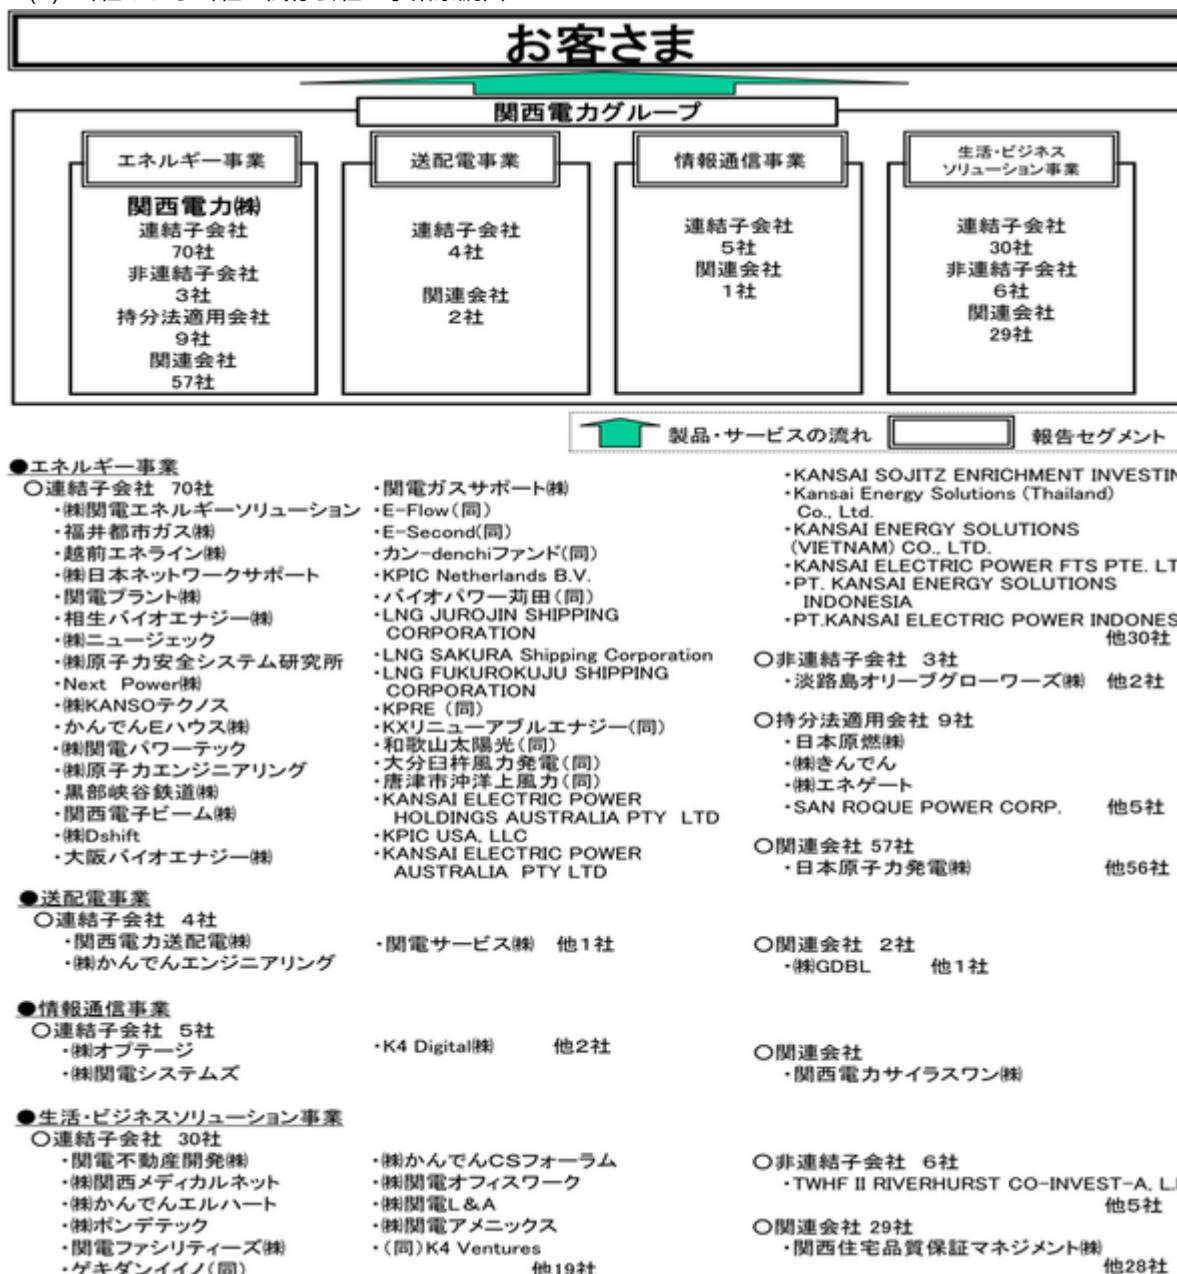 お客さま
関西電力グループ
エネルギー事業
関西電力㈱
連結子会社
70社
非連結子会社
3社
持分法適用会社
9社
関連会社
57社
送配電事業
連結子会社
4社
関連会社
2社
情報通信事業
連結子会社
5社
関連会社
1社
生活・ビジネス
ソリューション事業
連結子会社
30社
非連結子会社
6社
関連会社
29社
製品・サービスの流れ
報告セグメント
●エネルギー事業
○連結子会社 70社
・㈱関電エネルギーソリューション
・福井都市ガス㈱
・越前エネライン㈱
・㈱日本ネットワークサポート
・関電プラント㈱
・相生バイオエナジー㈱
・㈱ニュージェック
・㈱原子力安全システム研究所
・Next Power㈱
・㈱KANSOテクノス
・かんでんEハウス㈱
・㈱関電パワーテック
・㈱原子力エンジニアリング
・黒部峡谷鉄道㈱
・関西電子ビーム㈱
・㈱Dshift
・大阪バイオエナジー㈱
・関電ガスサポート㈱
・E-Flow(同)
・E-Second(同)
・カン-denchiファンド(同)
・KPIC Netherlands B.V.
・バイオパワー苅田(同)
・LNG JUROJIN SHIPPING
CORPORATION
・LNG SAKURA Shipping Corporation
・LNG FUKUROKUJU SHIPPING
CORPORATION
・KPRE (同)
・KXリニューアブルエナジー(同)
・和歌山太陽光(同)
・大分臼杵風力発電(同)
・唐津市沖洋上風力(同)
・KANSAI ELECTRIC POWER
HOLDINGS AUSTRALIA PTY LTD
・KPIC USA, LLC
・KANSAI ELECTRIC POWER
AUSTRALIA PTY LTD
・KANSAI SOJITZ ENRICHMENT
・Kansai Energy Solutions (Thailand)
Co., Ltd.
・KANSAI ENERGY SOLUTIONS
(VIETNAM) CO., LTD.
・KANSAI ELECTRIC POWER FTS PTE.
・PT. KANSAI ENERGY SOLUTIONS
INDONESIA
・PT.KANSAI ELECTRIC POWER
他30社
○非連結子会社 3社
・淡路島オリーブグローワーズ㈱ 他2社
○持分法適用会社 9社
・日本原燃㈱
・㈱きんでん
・㈱エネゲート
・SAN ROQUE POWER CORP. 他5社
○関連会社 57社
・日本原子力発電㈱ 他56社
●送配電事業
○連結子会社 4社
・関西電力送配電㈱
・㈱かんでんエンジニアリング
・関電サービス㈱ 他1社
○関連会社 2社
・㈱GDBL 他1社
●情報通信事業
○連結子会社 5社
・㈱オプテージ
・㈱関電システムズ
・K4 Digital㈱ 他2社
○関連会社
・関西電力サイラスワン㈱
●生活・ビジネスソリューション事業
○連結子会社 30社
・関電不動産開発㈱
・㈱関西メディカルネット
・㈱かんでんエルハート
・㈱ポンデテック
・関電ファシリティーズ㈱
・ゲキダンイイノ(同)
・㈱かんでんCSフォーラム
・㈱関電オフィスワーク
・㈱関電L＆A
・㈱関電アメニックス
・(同)K4 Ventures
他19社
○非連結子会社 6社
・TWHF II RIVERHURST CO-INVEST-A,
他5社
○関連会社 29社
・関西住宅品質保証マネジメント㈱
他28社